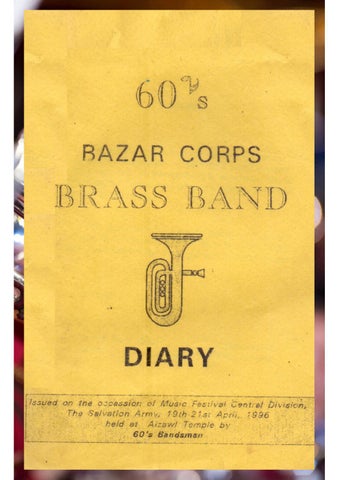 60's
BAZAR CORPS
BRASS BAND
DIARY
Issued on the occession of Music Festival Central Division,
The Salvation Army, 19th-21st April, 1996
held at Aizawl Temple by
60's Bandsman